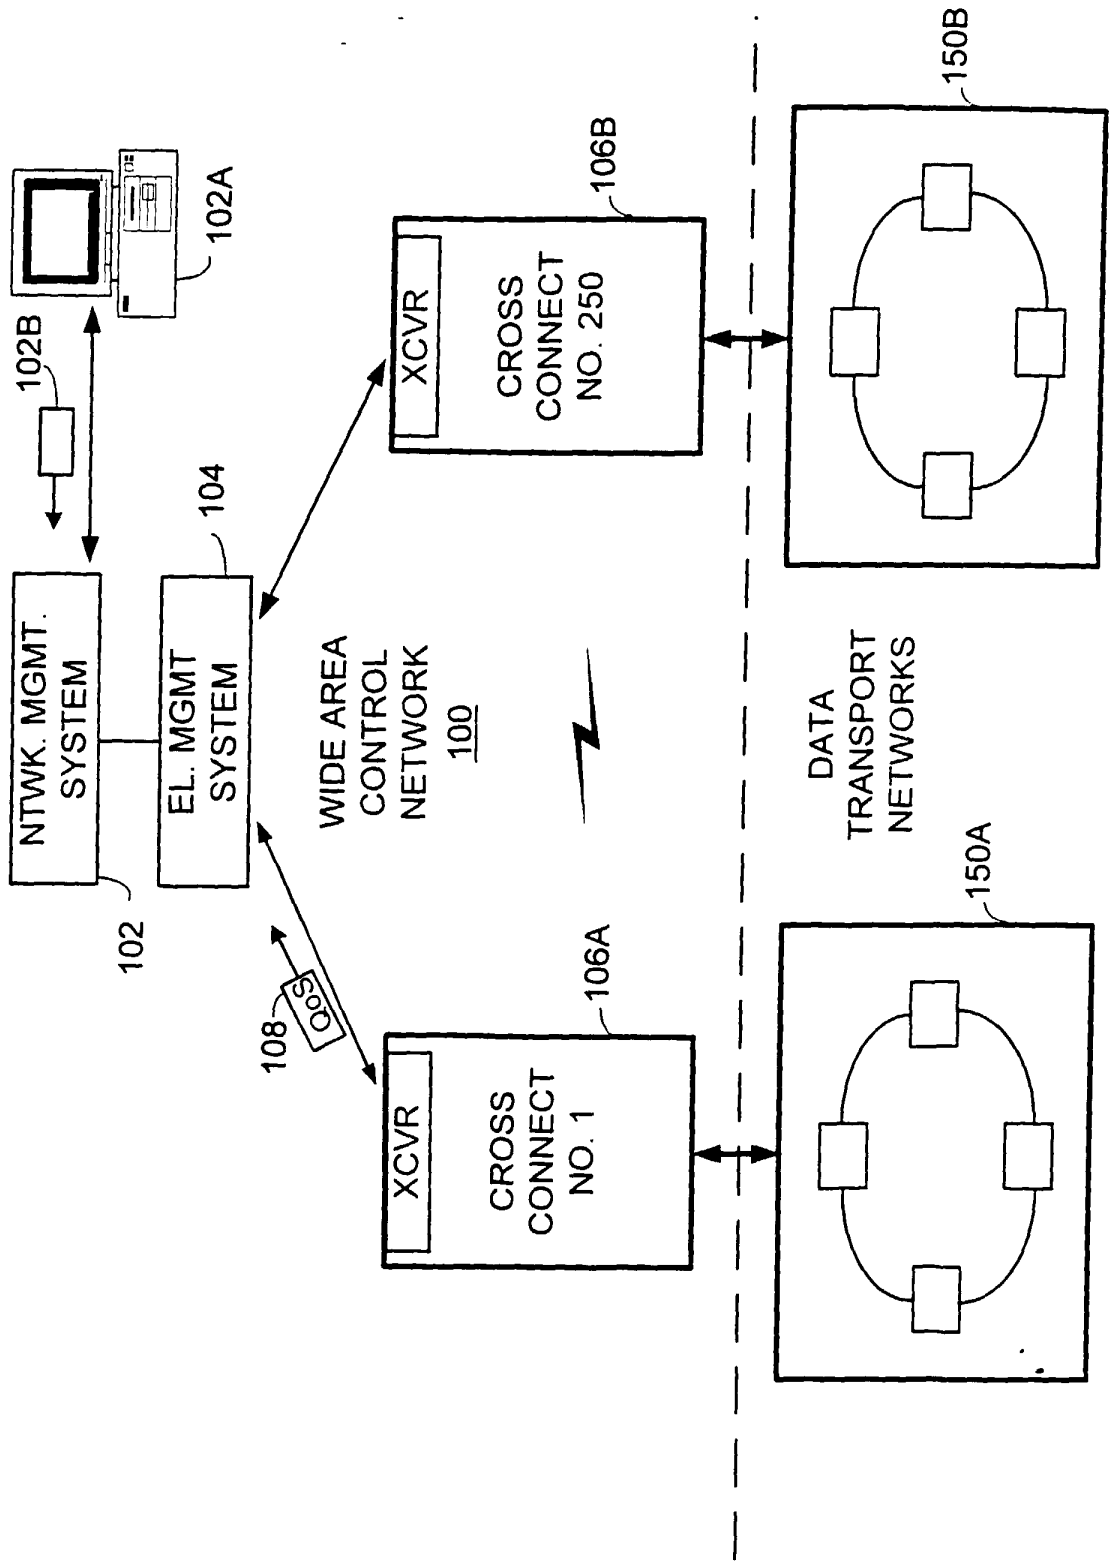 NTWK. MGMT.
SYSTEM
102
102B
102A
EL. MGMT
SYSTEM
104
108
QoS
WIDE AREA
CONTROL
NETWORK
100
XCVR
CROSS
CONNECT
NO. 1
106A
XCVR
CROSS
CONNECT
NO. 250
106B
DATA
TRANSPORT
NETWORKS
150A
150B